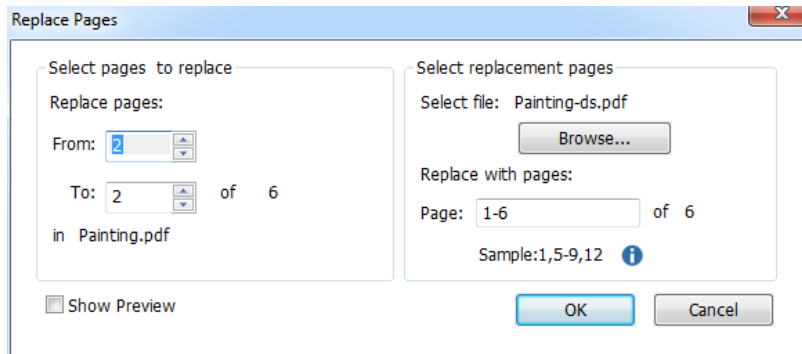 Replace Pages
Select pages to replace
Replace pages:
From: 2
To: 2 of 6
in Painting.pdf
Show Preview
Select replacement pages
Select file: Painting-ds.pdf
Browse...
Replace with pages:
Page: 1-6 of 6
Sample:1,5-9,12
OK
Cancel